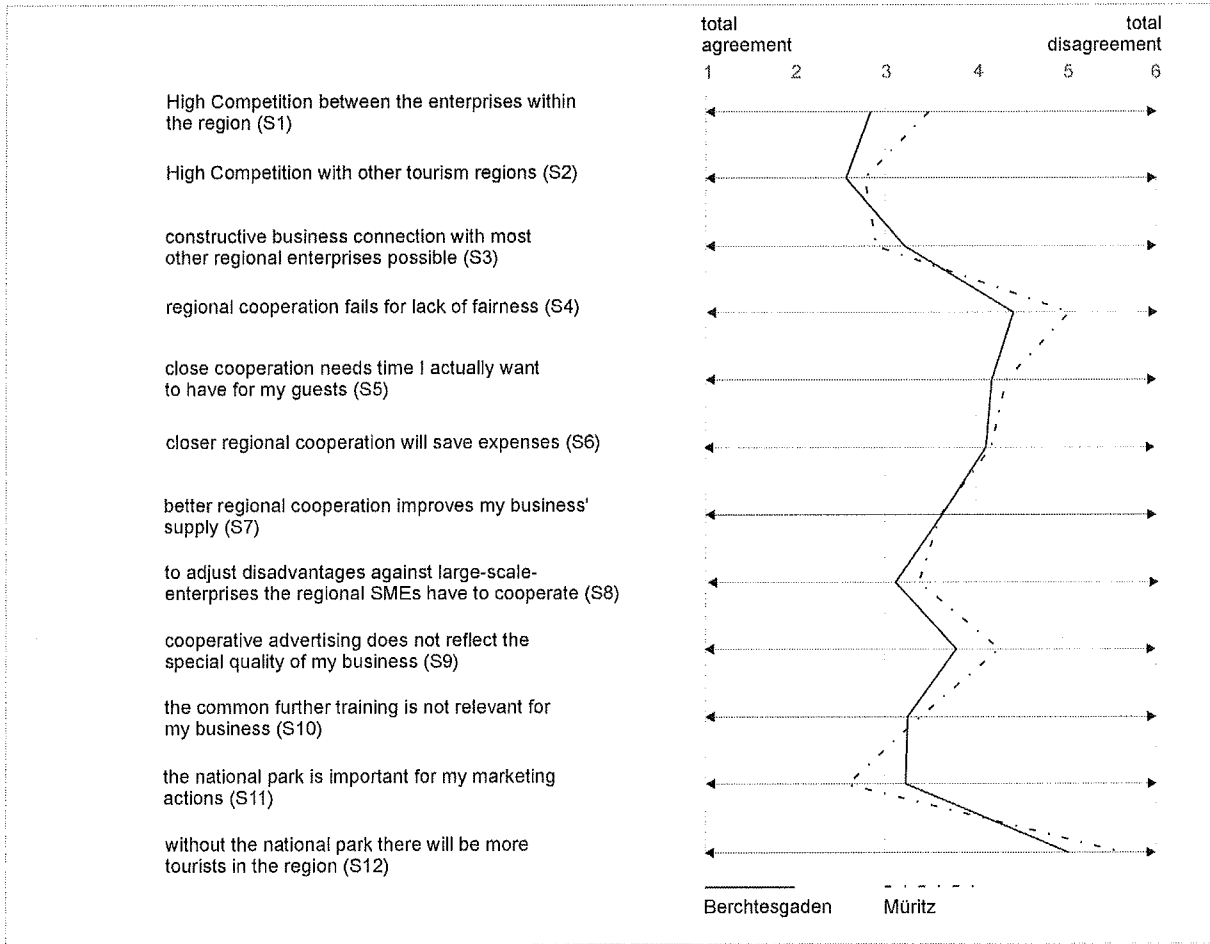 total
agreement
total
disagreement
1 2 3 4 5 6
High Competition between the enterprises within
the region (S1)
High Competition with other tourism regions (S2)
constructive business connection with most
other regional enterprises possible (S3)
regional cooperation fails for lack of fairness (S4)
close cooperation needs time I actually want
to have for my guests (S5)
closer regional cooperation will save expenses (S6)
better regional cooperation improves my business'
supply (S7)
to adjust disadvantages against large-scale-
enterprises the regional SMEs have to cooperate (S8)
cooperative advertising does not reflect the
special quality of my business (S9)
the common further training is not relevant for
my business (S10)
the national park is important for my marketing
actions (S11)
without the national park there will be more
tourists in the region (S12)
Berchtesgaden Müritz